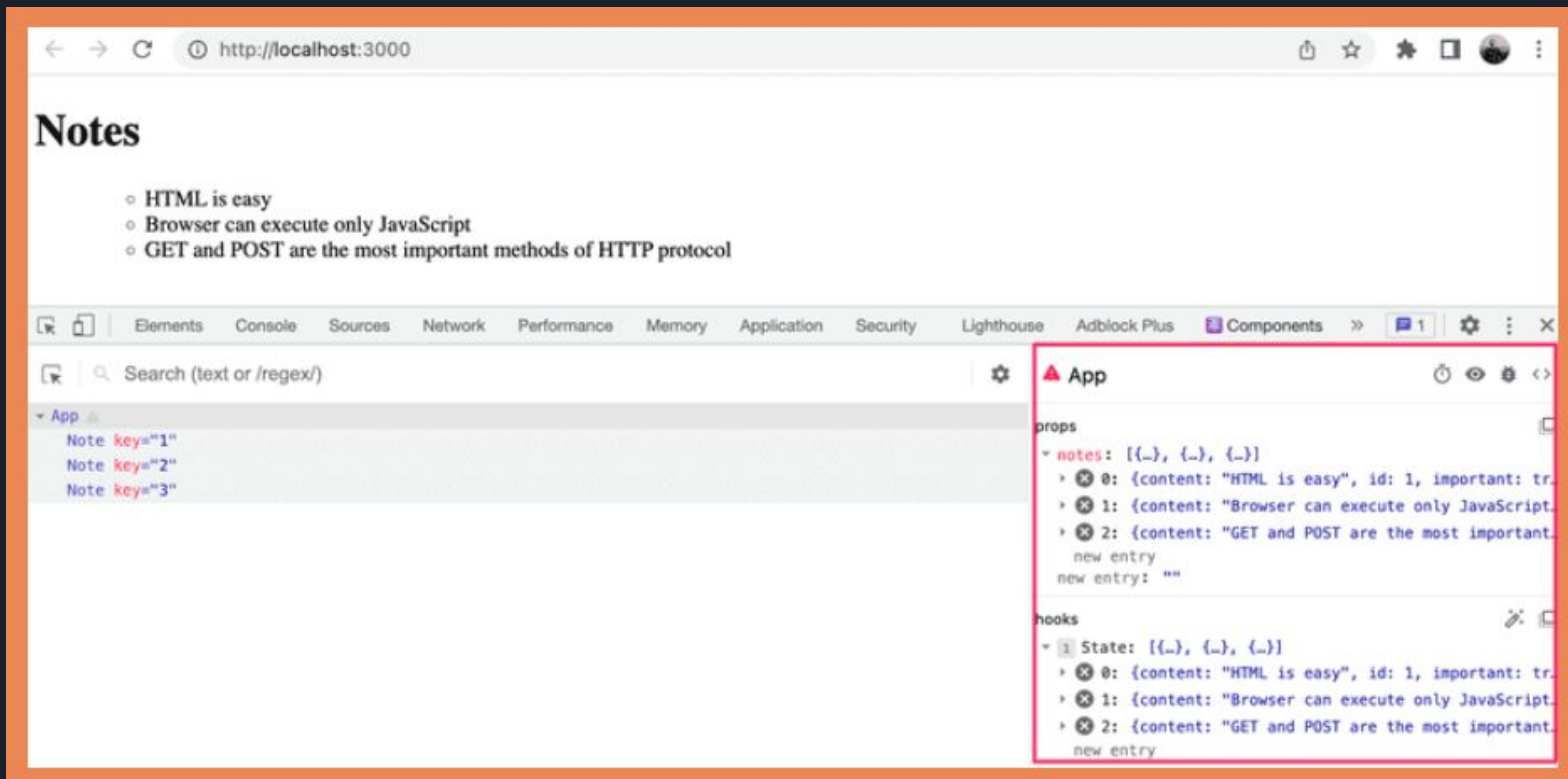 http://localhost:3000
Notes
HTML is easy
Browser can execute only JavaScript
GET and POST are the most important methods of HTTP protocol
Elements Console Sources Network Performance Memory Application Security Lighthouse Adblock Plus Components » 1
Search (text or /regex/)
App
Note key="1"
Note key="2"
Note key="3"
App
props
notes: [{…}, {…}, {…}]
0: {content: "HTML is easy", id: 1, important: tr…
1: {content: "Browser can execute only JavaScript…
2: {content: "GET and POST are the most important…
new entry
new entry: ""
hooks
1 State: [{…}, {…}, {…}]
0: {content: "HTML is easy", id: 1, important: tr…
1: {content: "Browser can execute only JavaScript…
2: {content: "GET and POST are the most important…
new entry